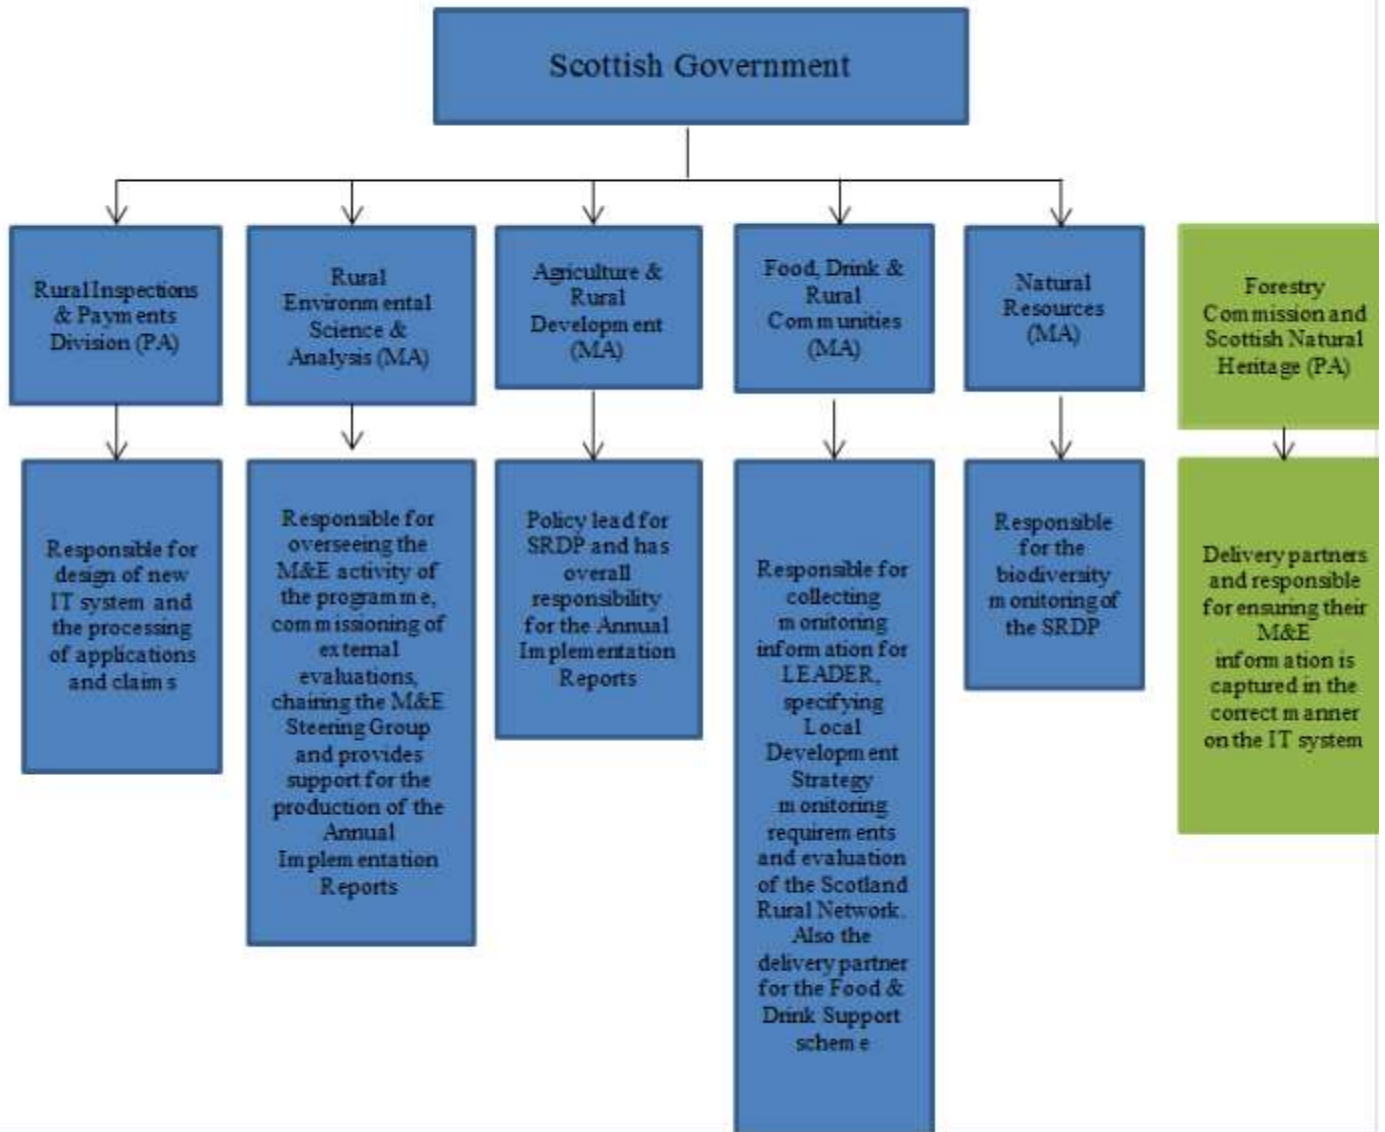 Scottish Government
Rural Inspections
& Payments
Division (PA)
Rural
Environmental
Science &
Analysis (MA)
Agriculture &
Rural
Development
(MA)
Food, Drink &
Rural
Communities
(MA)
Natural
Resources
(MA)
Forestry
Commission and
Scottish Natural
Heritage (PA)
Responsible for
design of new
IT system and
the processing
of applications
and claims
Responsible for
overseeing the
M&E activity of
the programme,
commissioning of
external
evaluations,
chairing the M&E
Steering Group
and provides
support for the
production of the
Annual
Implementation
Reports
Policy lead for
SRDP and has
overall
responsibility
for the Annual
Implementation
Reports
Responsible for
collecting
monitoring
information for
LEADER,
specifying
Local
Development
Strategy
monitoring
requirements
and evaluation
of the Scotland
Rural Network.
Also the
delivery partner
for the Food &
Drink Support
scheme
Responsible
for the
biodiversity
monitoring of
the SRDP
Delivery partners
and responsible
for ensuring their
M&E
information is
captured in the
correct manner
on the IT system